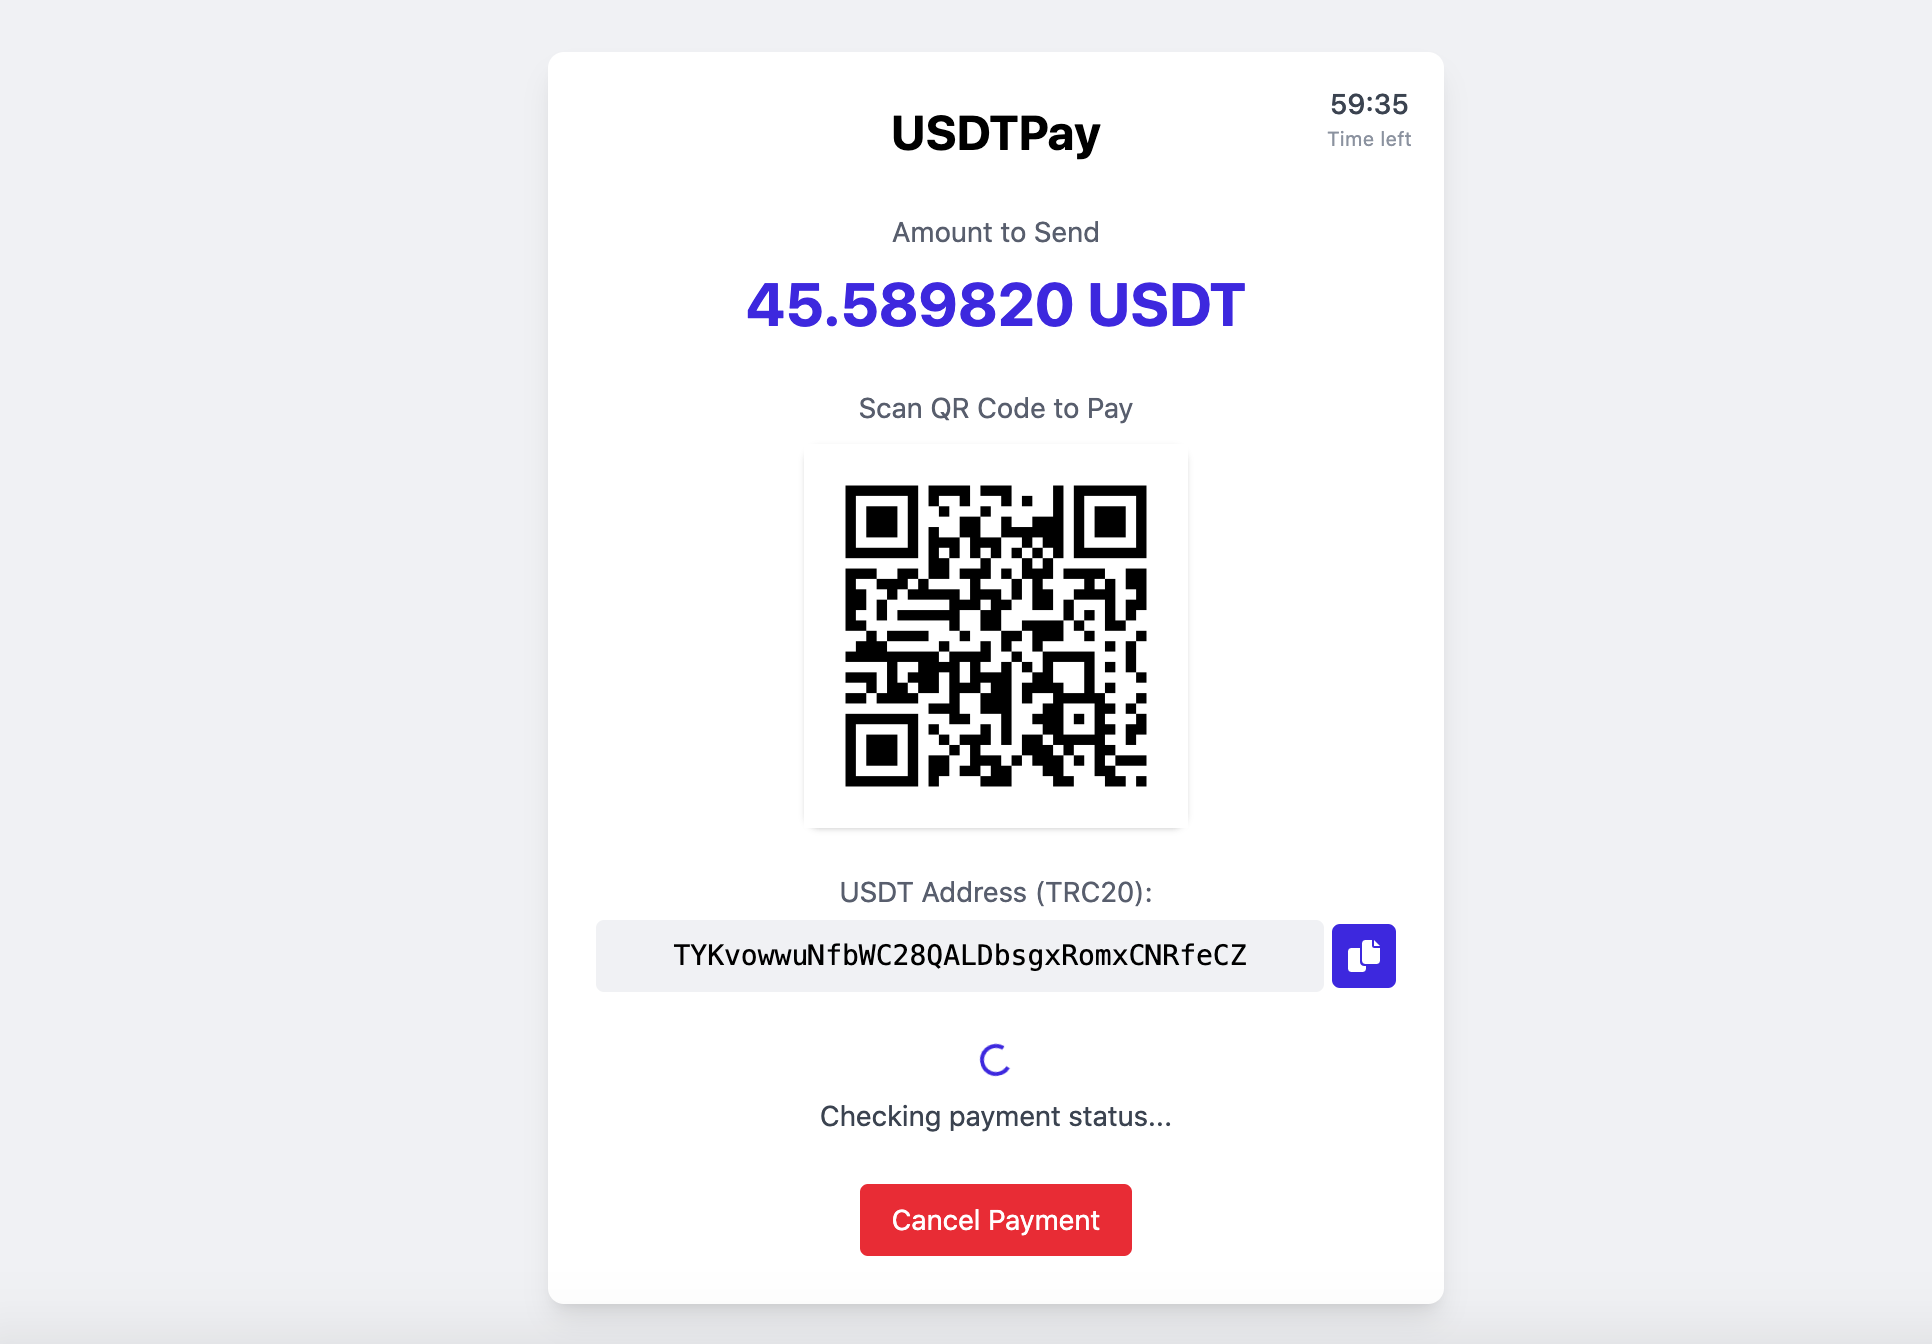 59:35
Time left
USDTPay
Amount to Send
45.589820 USDT
Scan QR Code to Pay
USDT Address (TRC20):
TYKvowwuNfbWC28QALDbsgxRomxCNRfeCZ
Checking payment status...
Cancel Payment